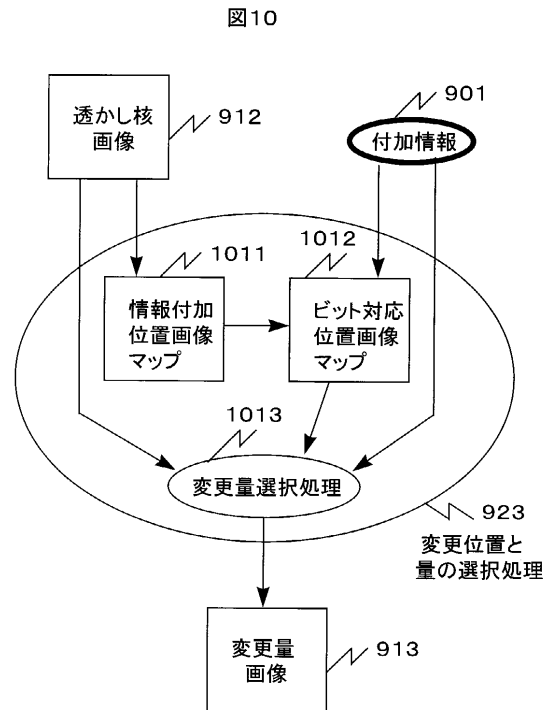 図10
透かし核
画像
912
901
付加情報
1011
1012
情報付加
位置画像
マップ
ビット対応
位置画像
マップ
1013
変更量選択処理
923
変更位置と
量の選択処理
変更量
画像
913